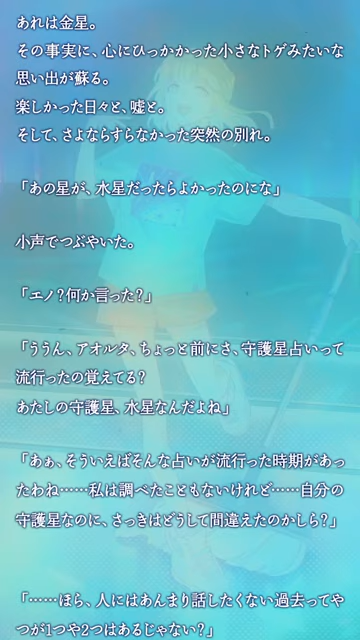 あれは金星。
その事実に、心にひっかかった小さなトゲみたいな
思い出が蘇る。
楽しかった日々と、嘘と。
そして、さよならすらなかった突然の別れ。
「あの星が、水星だったらよかったのにな」
小声でつぶやいた。
「エノ？何か言った？」
「ううん、アオルタ、ちょっと前にさ、守護星占いって
流行ったの覚えてる？
あたしの守護星、水星なんだよね」
「あぁ、そういえばそんな占いが流行った時期があっ
たわね……私は調べたこともないけれど……自分の
守護星なのに、さっきはどうして間違えたのかしら？」
「……ほら、人にはあんまり話したくない過去ってや
つが1つや2つはあるじゃない？」